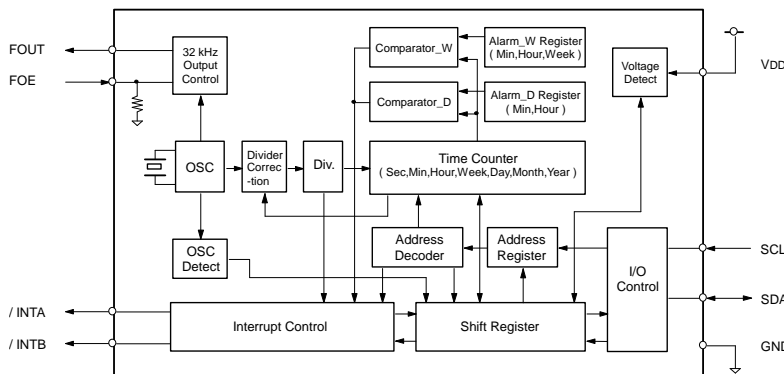 FOUT
FOE
32 kHz
Output
Control
Comparator_W
Alarm_W Register
( Min,Hour,Week)
Comparator_D
Alarm_D Register
( Min,Hour )
Voltage
Detect
VDD
OSC
Divider
Correc
-tion
Div.
Time Counter
( Sec,Min,Hour,Week,Day,Month,Year )
OSC
Detect
Address
Decoder
Address
Register
I/O
Control
SCL
SDA
/ INTA
/ INTB
Interrupt Control
Shift Register
GND